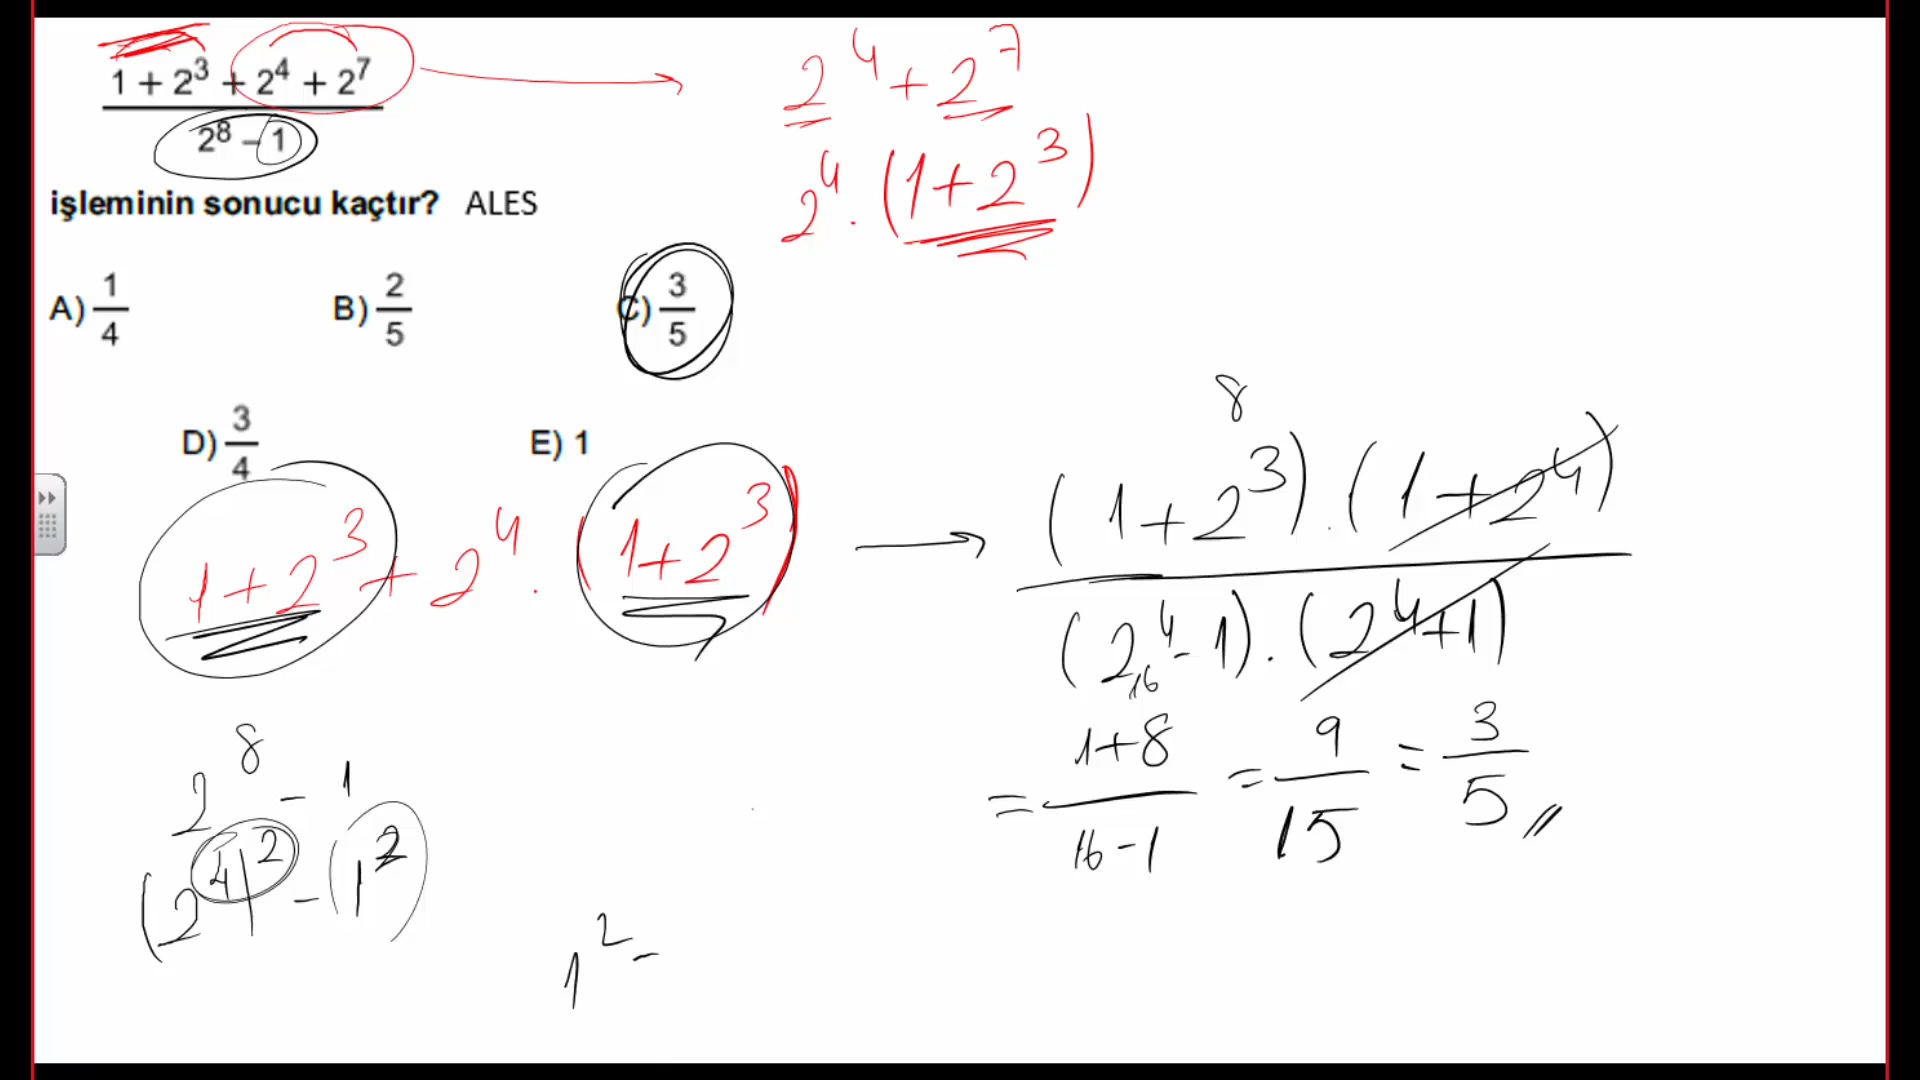 1 + 2³ + 2⁴ + 2⁷
2⁸ − 1
işleminin sonucu kaçtır? ALES
A) 1/4 B) 2/5 C) 3/5
D) 3/4 E) 1
2⁴ + 2⁷
2⁴ . (1+2³)
1+2³ + 2⁴ . (1+2³)
8
(1+2³) . (1+2⁴)
(2⁴ - 1) . (2⁴+1)
16
= 1+8/16-1 = 9/15 = 3/5 //
2⁸ - 1
(2⁴)² - (1²)
1² -